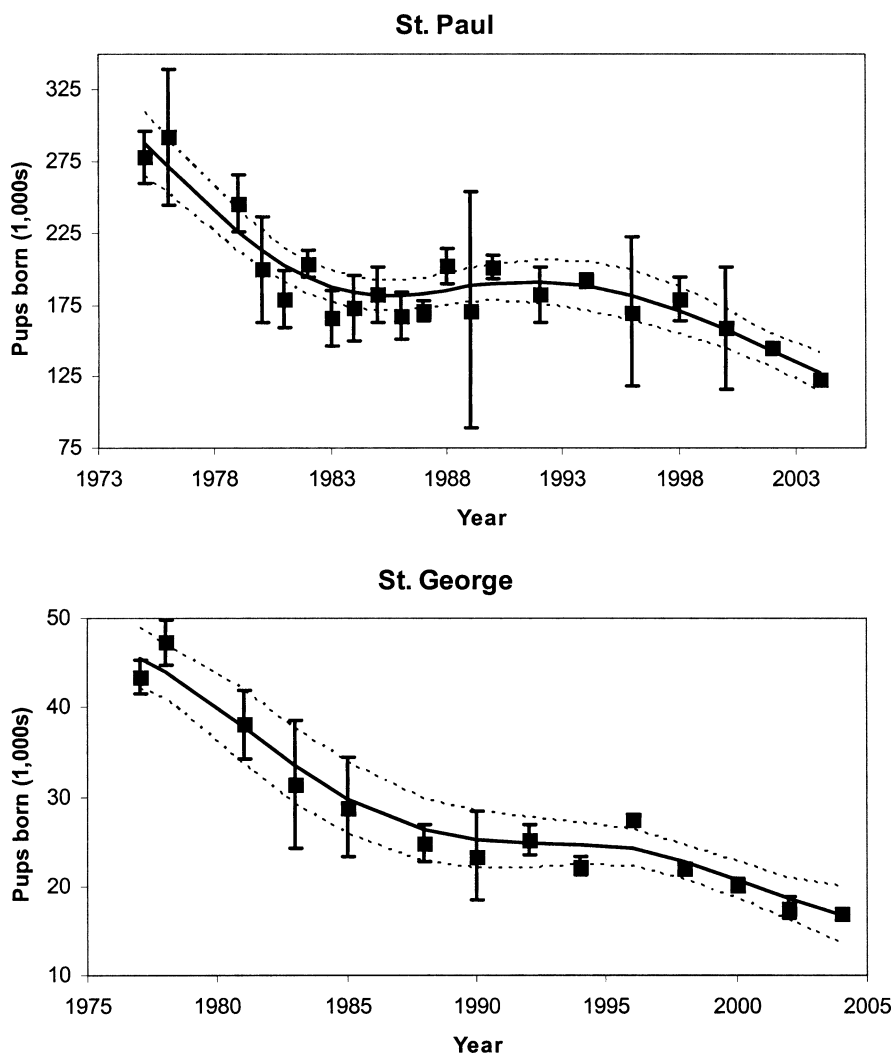 St. Paul
Pups born (1,000s)
325
275
225
175
125
75
1973 1978 1983 1988 1993 1998 2003
Year
St. George
Pups born (1,000s)
50
40
30
20
10
1975 1980 1985 1990 1995 2000 2005
Year